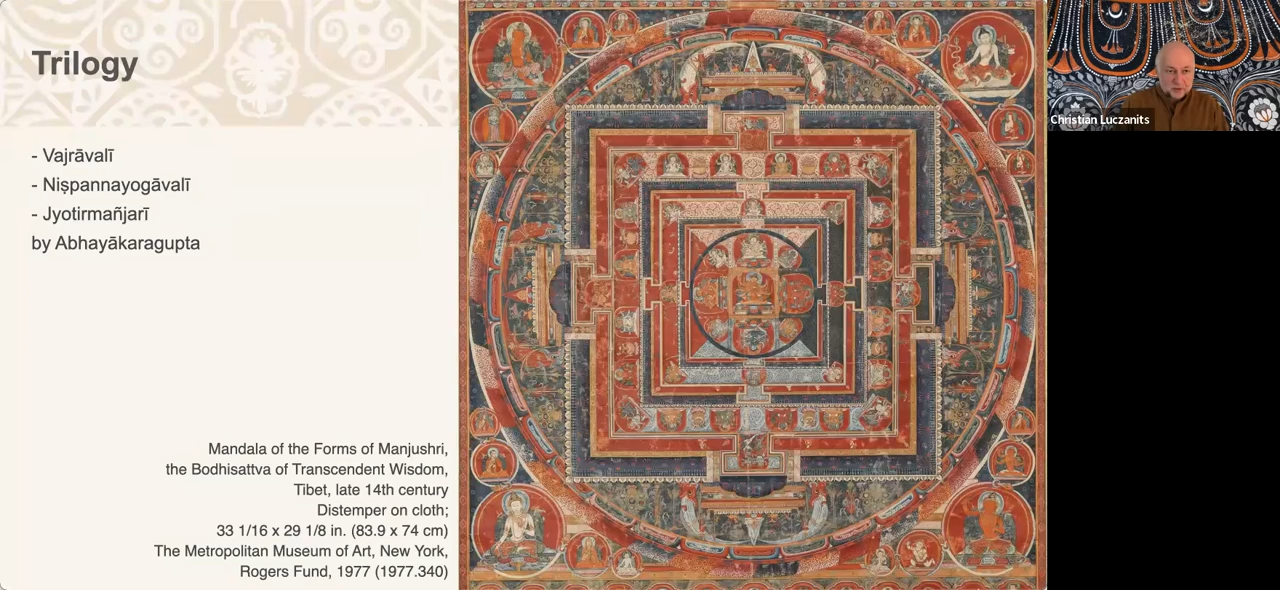 Trilogy
- Vajrāvalī
- Niṣpannayogāvalī
- Jyotirmañjarī
by Abhayākaragupta
Mandala of the Forms of Manjushri,
the Bodhisattva of Transcendent Wisdom,
Tibet, late 14th century
Distemper on cloth;
33 1/16 x 29 1/8 in. (83.9 x 74 cm)
The Metropolitan Museum of Art, New York,
Rogers Fund, 1977 (1977.340)
Christian Luczanits